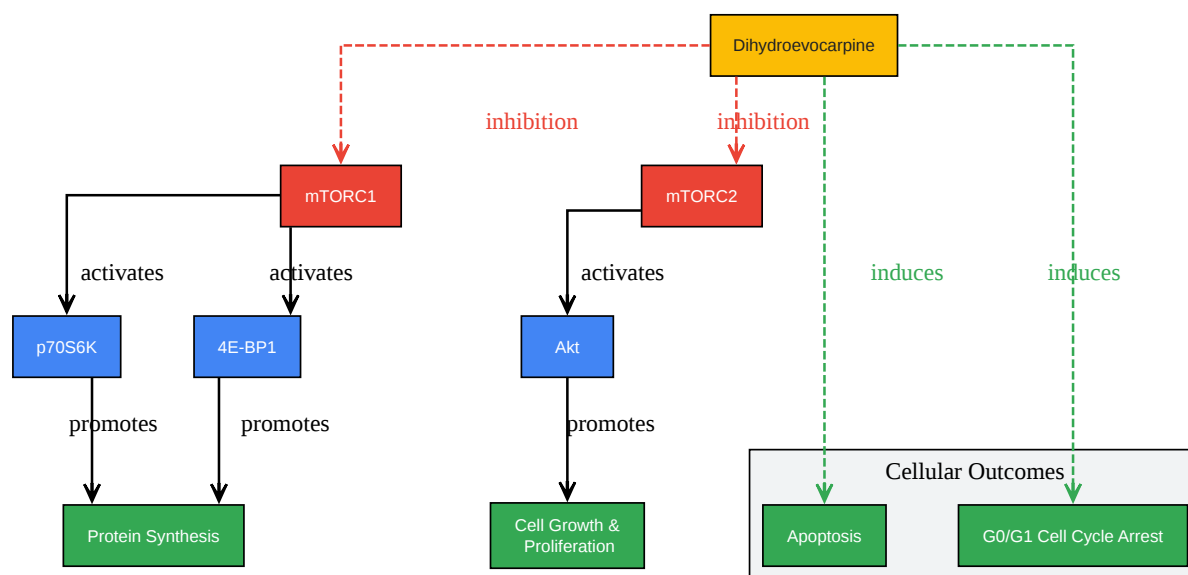 Dihydroevocarpine
inhibition
inhibition
mTORC1
mTORC2
activates
activates
activates
induces
induces
p70S6K
4E-BP1
Akt
promotes
promotes
promotes
Cellular Outcomes
Protein Synthesis
Cell Growth &
Proliferation
Apoptosis
G0/G1 Cell Cycle Arrest